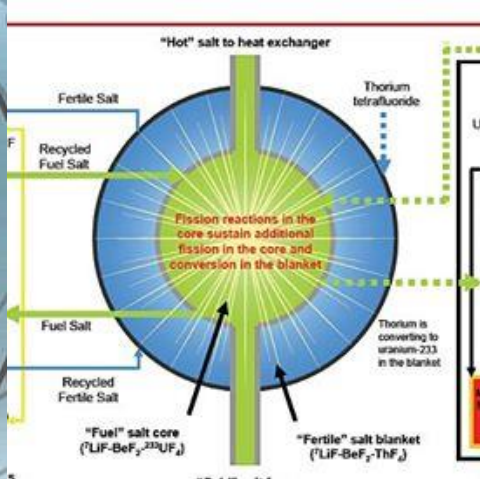 "Hot" salt to heat exchanger
Fertile Salt
Thorium
tetrafluoride
F
Recycled
Fuel Salt
U
Fission reactions in the
core sustain additional
fission in the core and
conversion in the blanket
Fuel Salt
Thorium is
converting to
uranium-233
in the blanket
Recycled
Fertile Salt
"Fuel" salt core
(⁷LiF-BeF₂-²³³UF₄)
"Fertile" salt blanket
(⁷LiF-BeF₂-ThF₄)